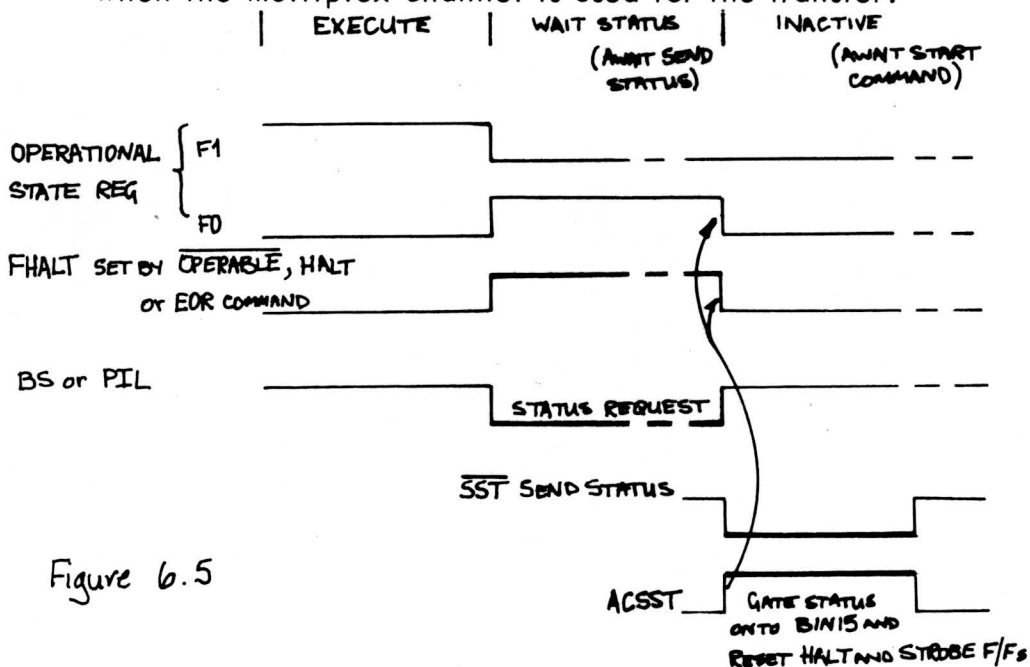 when the multiplex channel is used for the transfer.
EXECUTE
WAIT STATUS
(AWAIT SEND
STATUS)
INACTIVE
(AWAIT START
COMMAND)
OPERATIONAL
STATE REG
F1
F0
FHALT SET BY OPERABLE, HALT
or EOR COMMAND
BS or PIL
STATUS REQUEST
SST SEND STATUS
Figure 6.5
ACSST
GATE STATUS
ONTO BIN15 AND
RESET HALT AND STROBE F/Fs